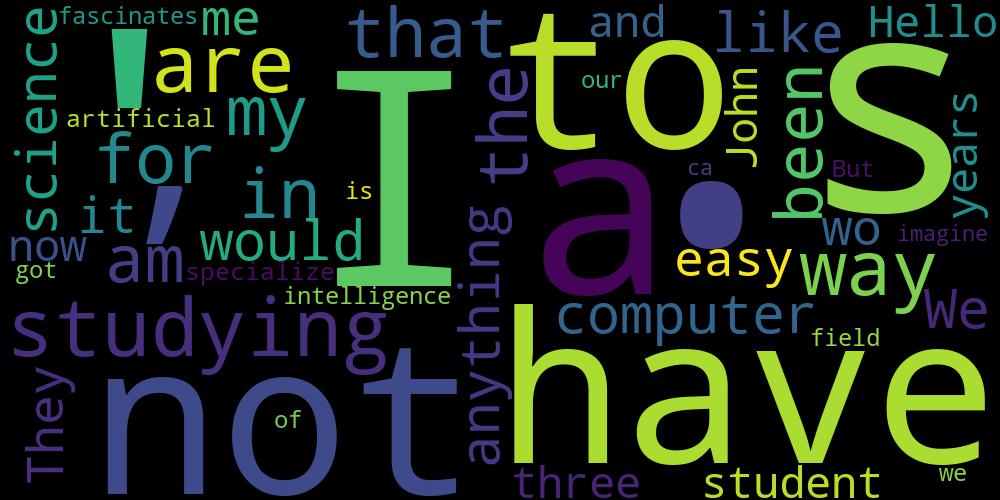 fascinates me that and like Hello
science ' are I to our s
artificial my the John been years
for ca But
it , in is a . wo imagine
now am would easy way
got specialize
intelligence anything computer We
studying have field
They not of
three student we